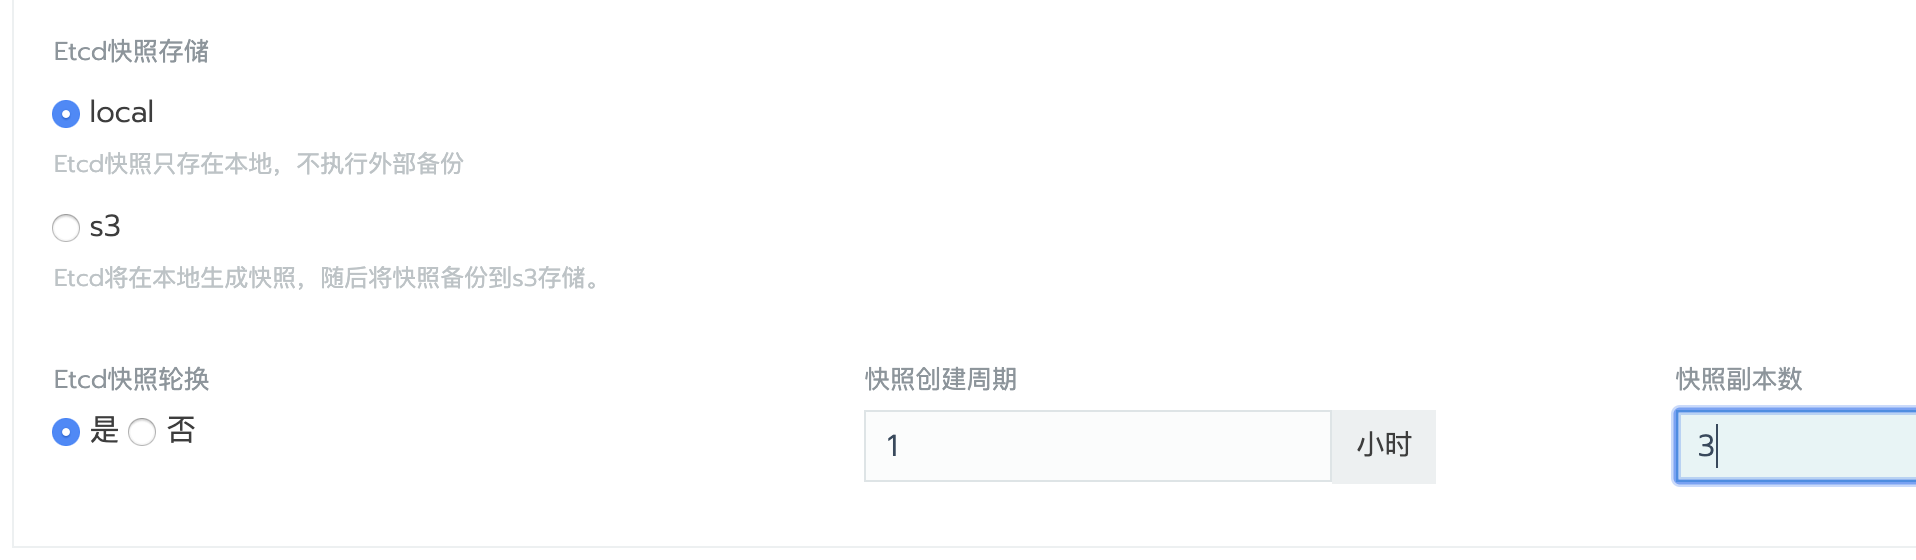 Etcd快照存储
local
Etcd快照只存在本地，不执行外部备份
s3
Etcd将在本地生成快照，随后将快照备份到s3存储。
Etcd快照轮换 快照创建周期 快照副本数
是 否 1 小时 3